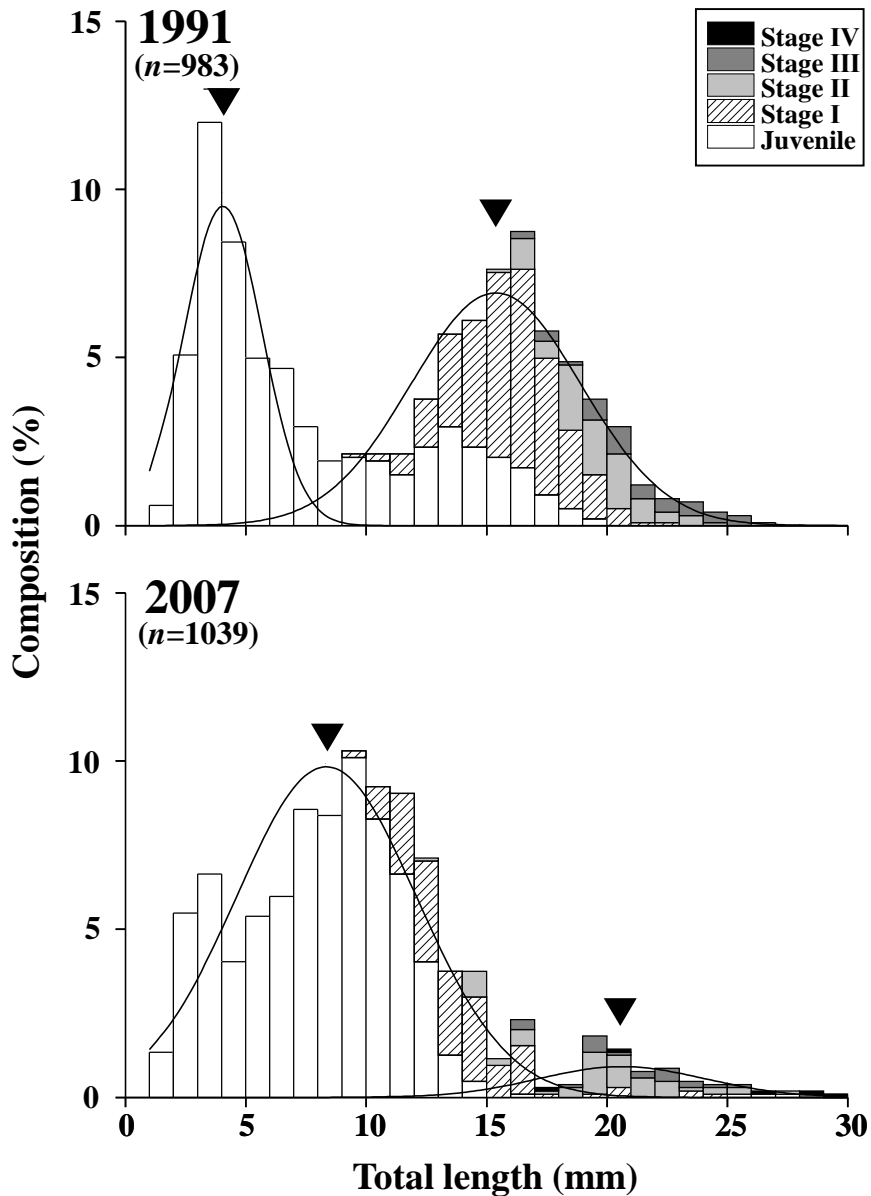 15
1991
(n=983)
Stage IV
Stage III
Stage II
Stage I
Juvenile
10
5
0
Composition (%)
15
2007
(n=1039)
10
5
0
0 5 10 15 20 25 30
Total length (mm)